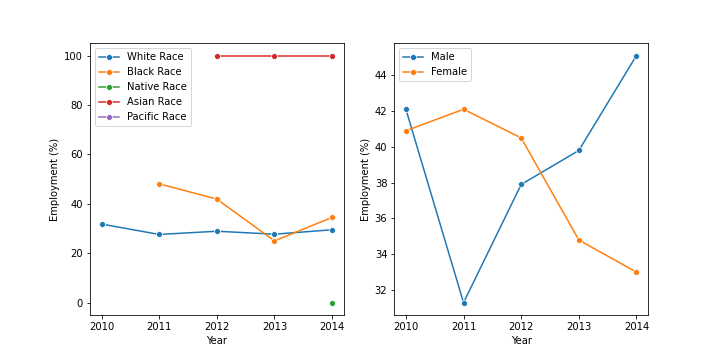 White Race
Black Race
Native Race
Asian Race
Pacific Race
100
80
60
40
20
0
Employment (%)
2010 2011 2012 2013 2014
Year
Male
Female
44
42
40
38
36
34
32
Employment (%)
2010 2011 2012 2013 2014
Year